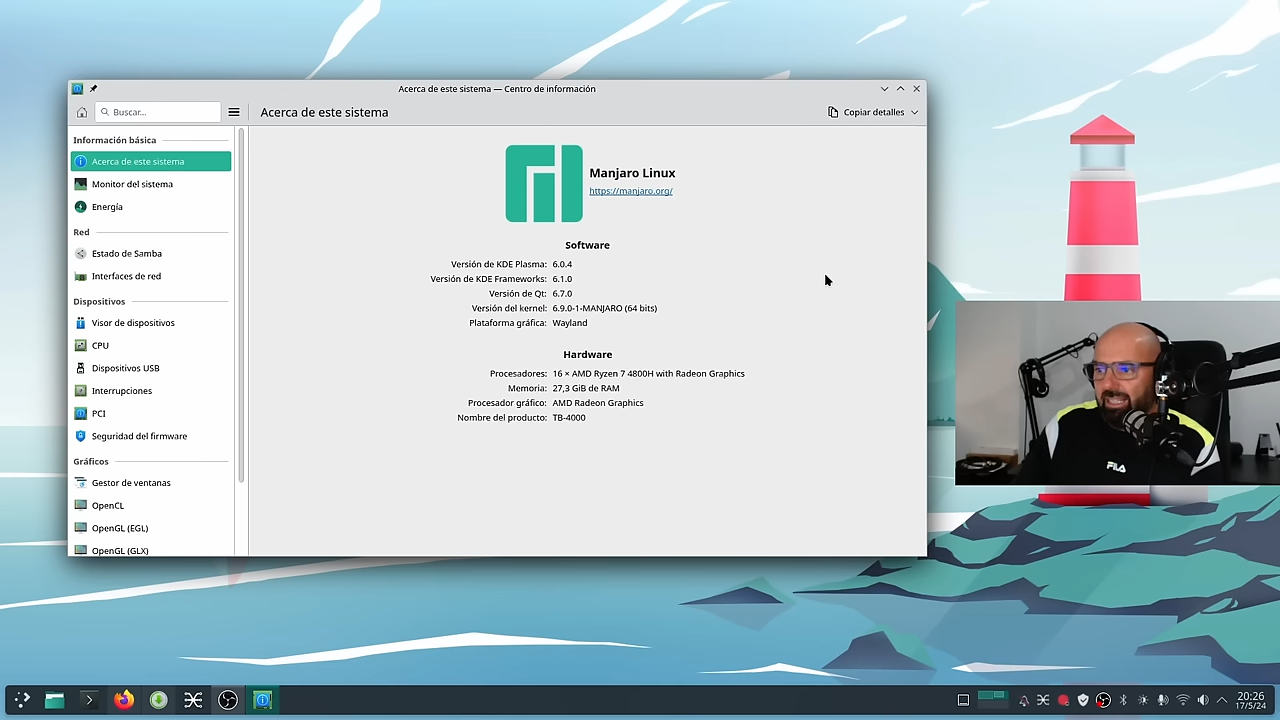 Acerca de este sistema — Centro de información
Buscar...
Acerca de este sistema
Copiar detalles
Información básica
Acerca de este sistema
Monitor del sistema
Energía
Red
Estado de Samba
Interfaces de red
Dispositivos
Visor de dispositivos
CPU
Dispositivos USB
Interrupciones
PCI
Seguridad del firmware
Gráficos
Gestor de ventanas
OpenCL
OpenGL (EGL)
OpenGL (GLX)
Manjaro Linux
https://manjaro.org/
Software
Versión de KDE Plasma: 6.0.4
Versión de KDE Frameworks: 6.1.0
Versión de Qt: 6.7.0
Versión del kernel: 6.9.0-1-MANJARO (64 bits)
Plataforma gráfica: Wayland
Hardware
Procesadores: 16 × AMD Ryzen 7 4800H with Radeon Graphics
Memoria: 27,3 GiB de RAM
Procesador gráfico: AMD Radeon Graphics
Nombre del producto: TB-4000
FILA
20:26
17/5/24